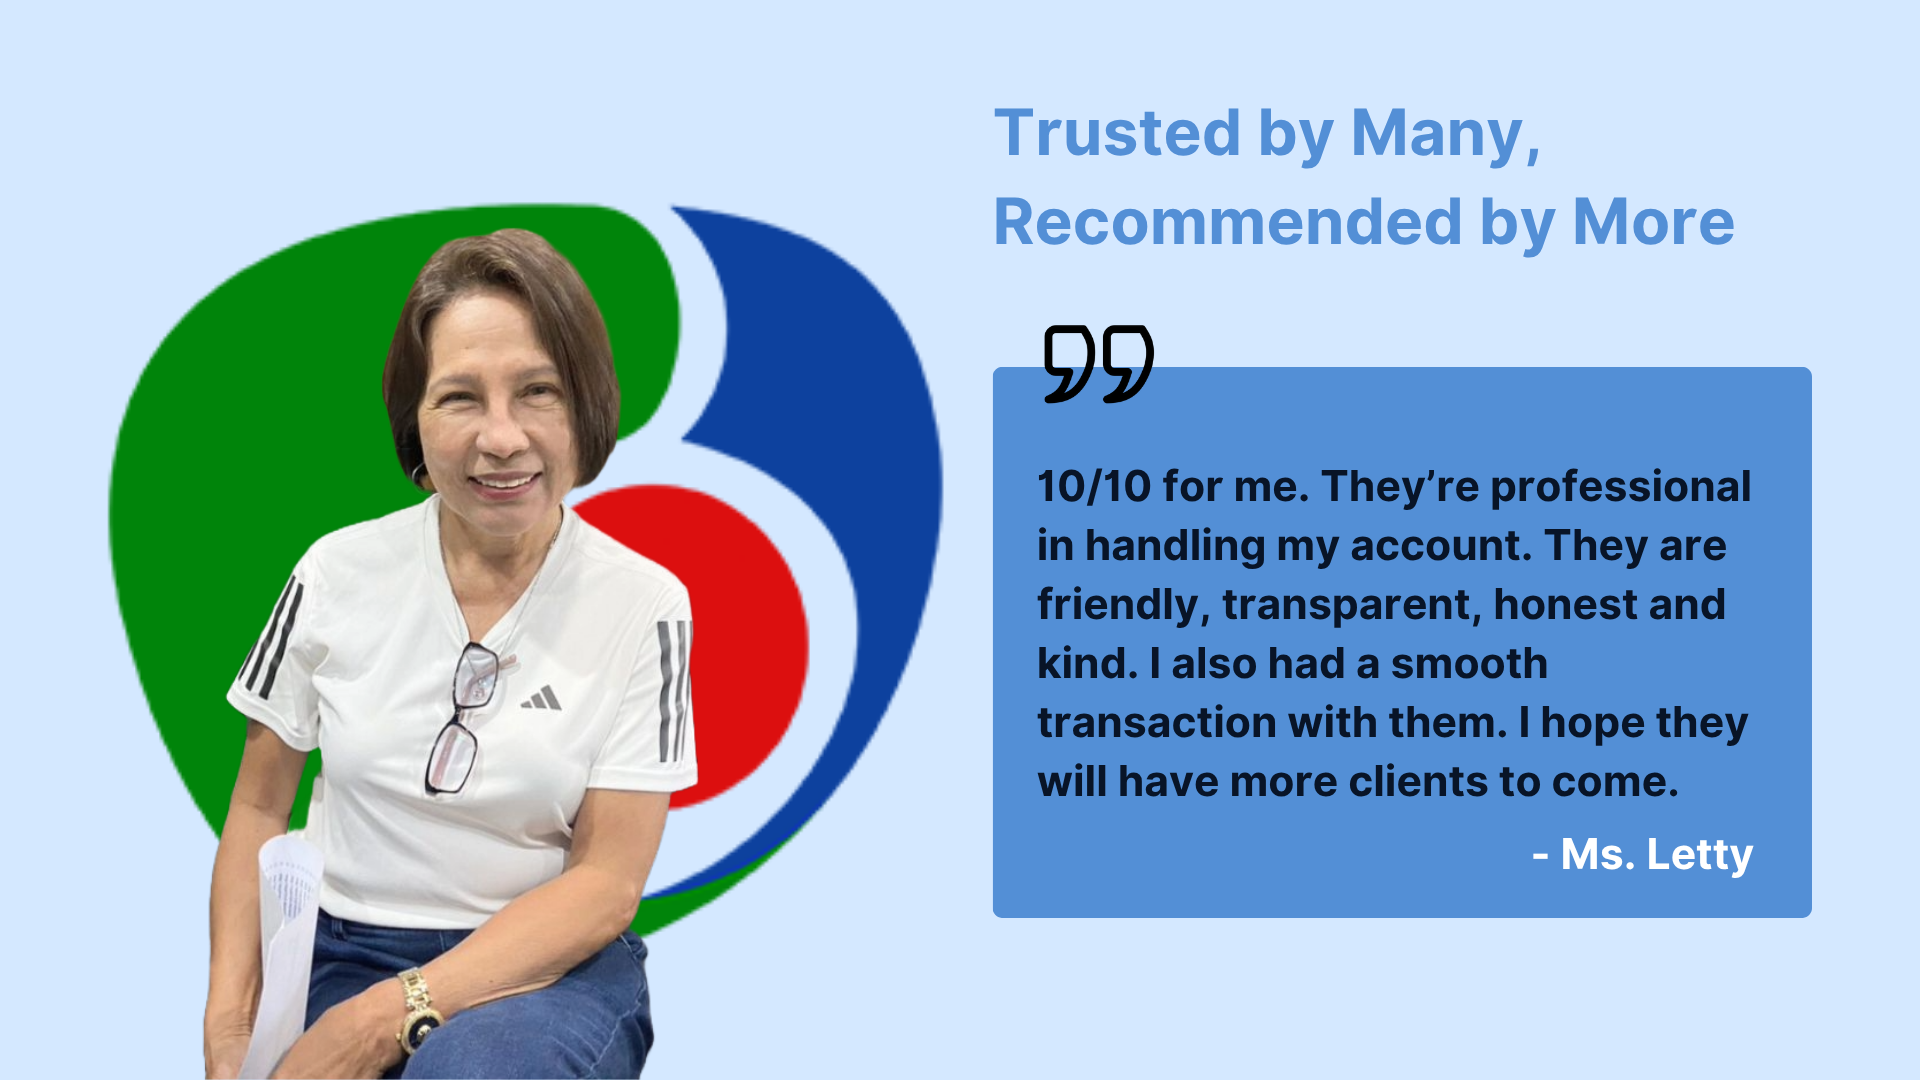 Trusted by Many,
Recommended by More
10/10 for me. They’re professional
in handling my account. They are
friendly, transparent, honest and
kind. I also had a smooth
transaction with them. I hope they
will have more clients to come.
- Ms. Letty